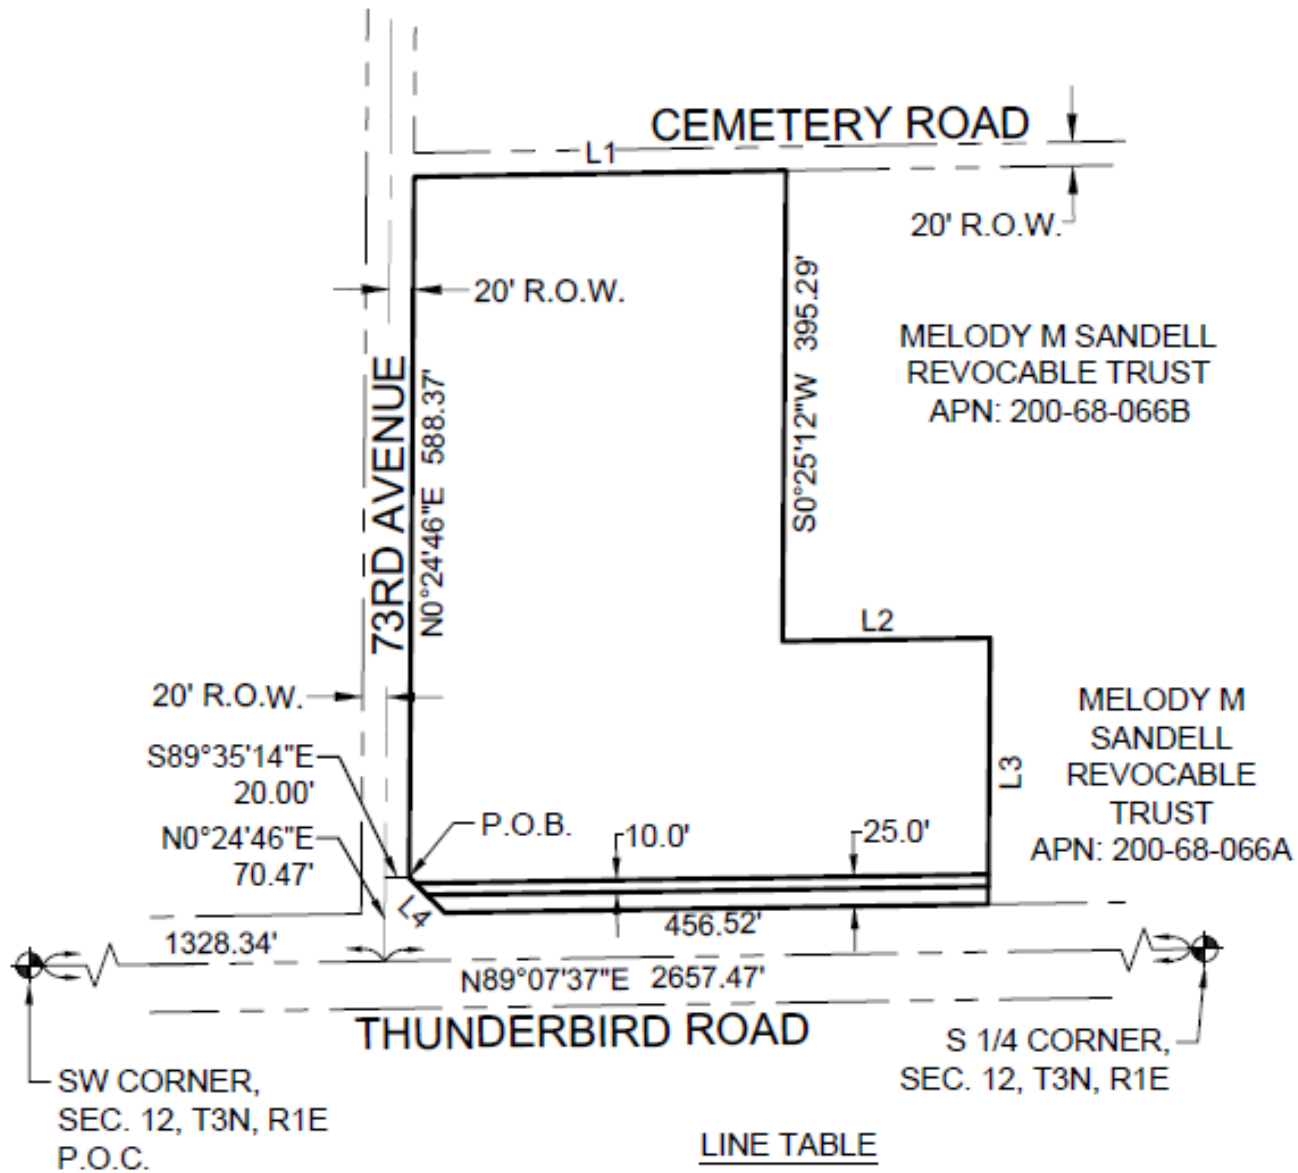 CEMETERY ROAD
L1
20' R.O.W.
20' R.O.W.
MELODY M SANDELL
REVOCABLE TRUST
APN: 200-68-066B
S0°25'12"W 395.29'
73RD AVENUE
N0°24'46"E 588.37'
L2
20' R.O.W.
MELODY M
SANDELL
REVOCABLE
TRUST
APN: 200-68-066A
L3
S89°35'14"E
20.00'
P.O.B.
10.0'
25.0'
N0°24'46"E
70.47'
L4
456.52'
1328.34'
N89°07'37"E 2657.47'
THUNDERBIRD ROAD
S 1/4 CORNER,
SEC. 12, T3N, R1E
SW CORNER,
SEC. 12, T3N, R1E
P.O.C.
LINE TABLE